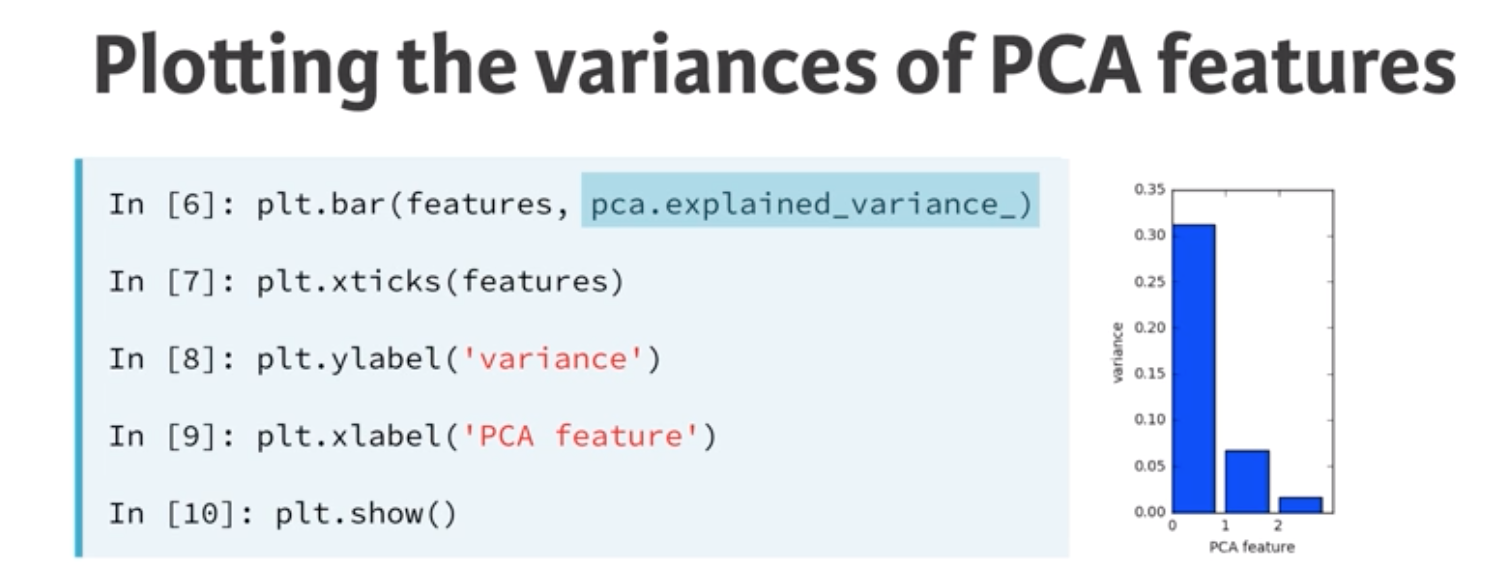 Plotting the variances of PCA features
In [6]: plt.bar(features, pca.explained_variance_)
In [7]: plt.xticks(features)
In [8]: plt.ylabel('variance')
In [9]: plt.xlabel('PCA feature')
In [10]: plt.show()
0.35
0.30
0.25
0.20
0.15
0.10
0.05
0.00
variance
0 1 2
PCA feature